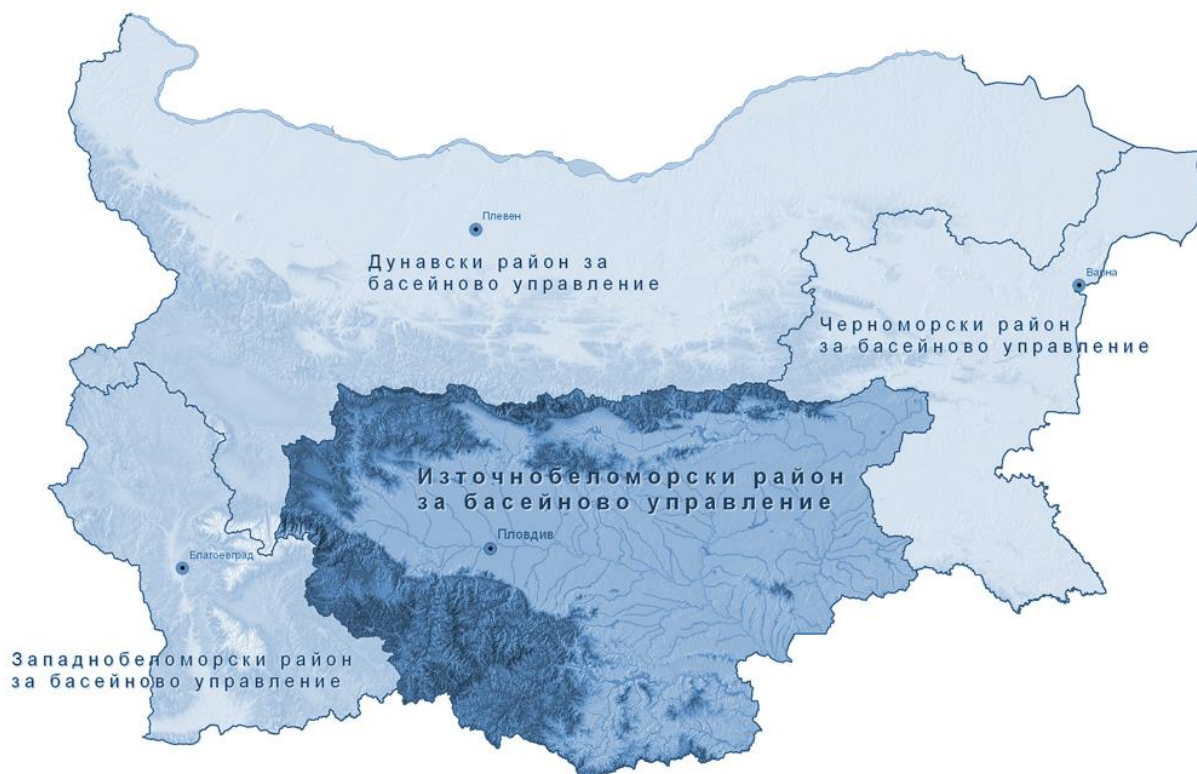 Плевен
Дунавски район за
басейново управление
Варна
Черноморски район
за басейново управление
Източнобеломорски район
за басейново управление
Пловдив
Благоевград
Западнобеломорски район
за басейново управление